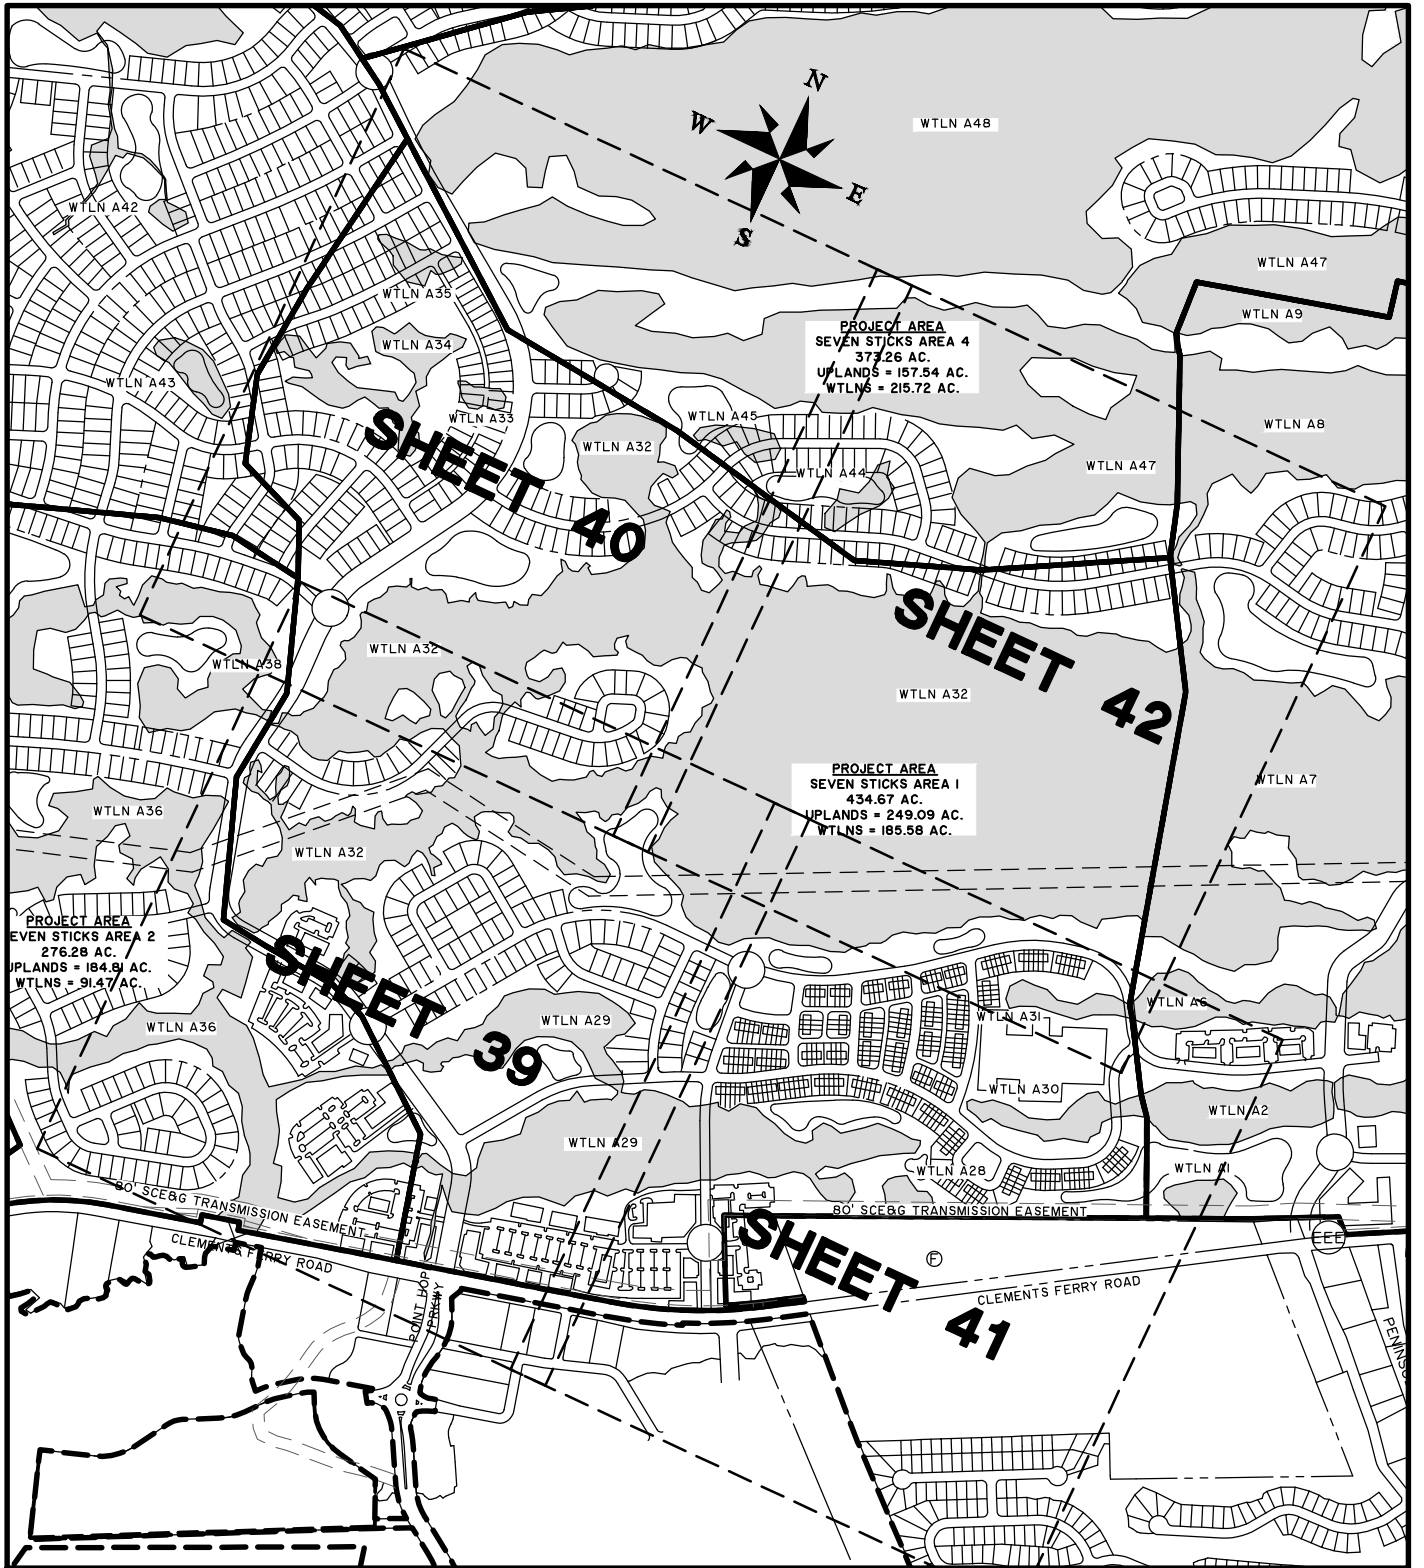 N
W
E
S
WTLN A48
WTLN A42
WTLN A47
WTLN A35
WTLN A9
PROJECT AREA
SEVEN STICKS AREA 4
373.26 AC.
UPLANDS = 157.54 AC.
WTLNS = 215.72 AC.
WTLN A34
WTLN A43
WTLN A33
WTLN A45
WTLN A8
SHEET 40
WTLN A32
WTLN A44
WTLN A47
WTLN A38
WTLN A32
SHEET 42
WTLN A32
PROJECT AREA
SEVEN STICKS AREA 1
434.67 AC.
UPLANDS = 249.09 AC.
WTLNS = 185.58 AC.
WTLN A7
WTLN A36
WTLN A32
PROJECT AREA
EVEN STICKS AREA 2
276.28 AC.
UPLANDS = 184.81 AC.
WTLNS = 91.47 AC.
SHEET 39
WTLN A36
WTLN A29
WTLN A31
WTLN A6
WTLN A30
WTLN A2
WTLN A29
WTLN A28
WTLN A1
80' SCE&G TRANSMISSION EASEMENT
80' SCE&G TRANSMISSION EASEMENT
CLEMENTS FERRY ROAD
EEE
SHEET 41
F
CLEMENTS FERRY ROAD
POINT HOP
PRKWY
PENINS